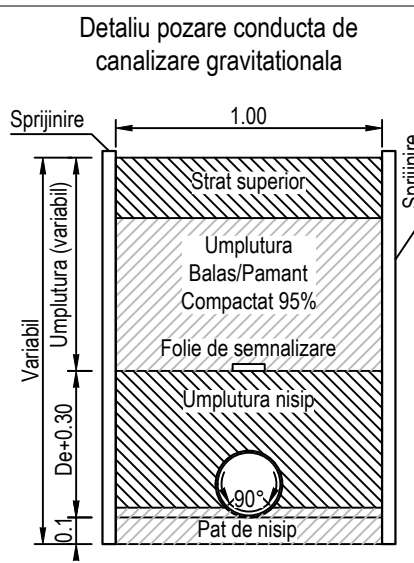 Detaliu pozare conducta de
canalizare gravitationala
Sprijinire
1.00
Sprijinire
Strat superior
Umplutura (variabil)
Variabil
Umplutura
Balas/Pamant
Compactat 95%
Folie de semnalizare
Umplutura nisip
De+0.30
90°
Pat de nisip
0.1